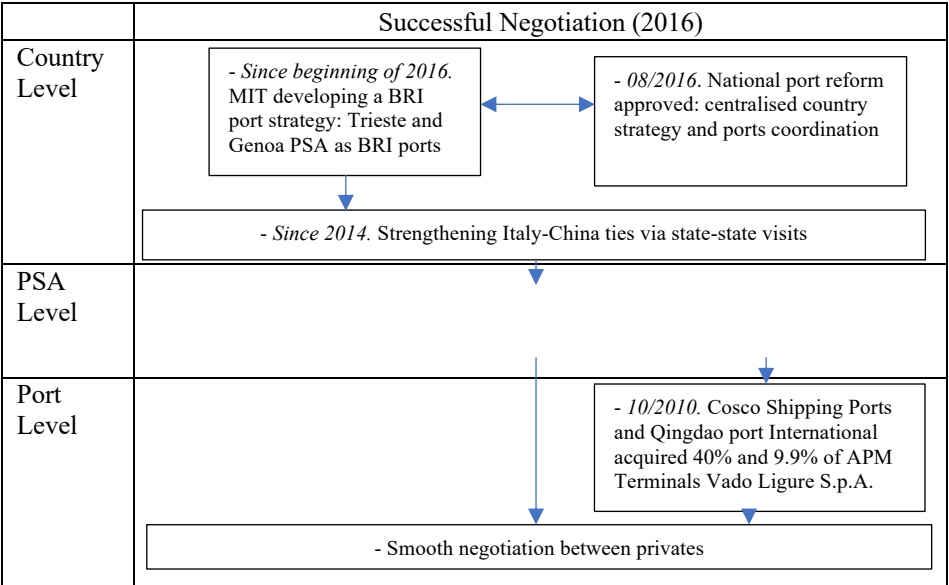 Successful Negotiation (2016)
Country
Level
- Since beginning of 2016.
MIT developing a BRI
port strategy: Trieste and
Genoa PSA as BRI ports
- 08/2016. National port reform
approved: centralised country
strategy and ports coordination
- Since 2014. Strengthening Italy-China ties via state-state visits
PSA
Level
Port
Level
- 10/2010. Cosco Shipping Ports
and Qingdao port International
acquired 40% and 9.9% of APM
Terminals Vado Ligure S.p.A.
- Smooth negotiation between privates